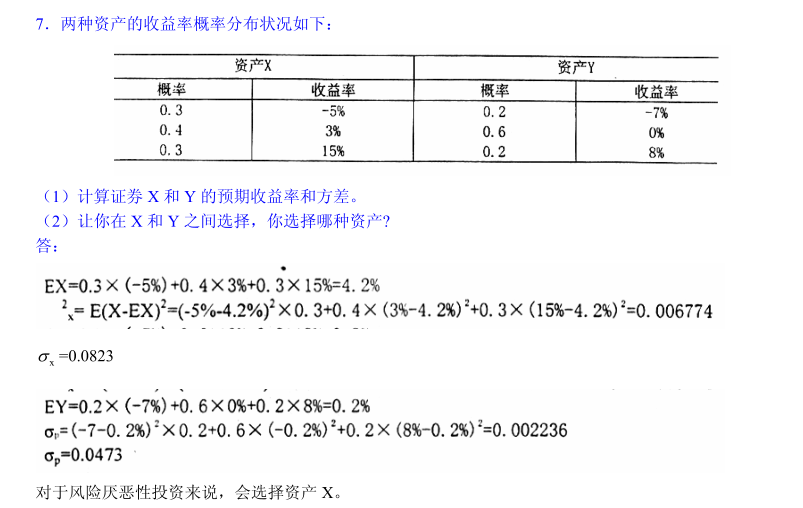 7．两种资产的收益率概率分布状况如下：
资产X 资产Y
概率 收益率 概率 收益率
0.3 -5% 0.2 -7%
0.4 3% 0.6 0%
0.3 15% 0.2 8%
（1）计算证券 X 和 Y 的预期收益率和方差。
（2）让你在 X 和 Y 之间选择，你选择哪种资产?
答：
EX=0.3×(-5%)+0.4×3%+0.3×15%=4.2%
²ₓ= E(X-EX)²=(-5%-4.2%)²×0.3+0.4×(3%-4.2%)²+0.3×(15%-4.2%)²=0.006774
σₓ =0.0823
EY=0.2×(-7%)+0.6×0%+0.2×8%=0.2%
σₚ=(-7-0.2%)²×0.2+0.6×(-0.2%)²+0.2×(8%-0.2%)²=0.002236
σₚ=0.0473
对于风险厌恶性投资来说，会选择资产 X。